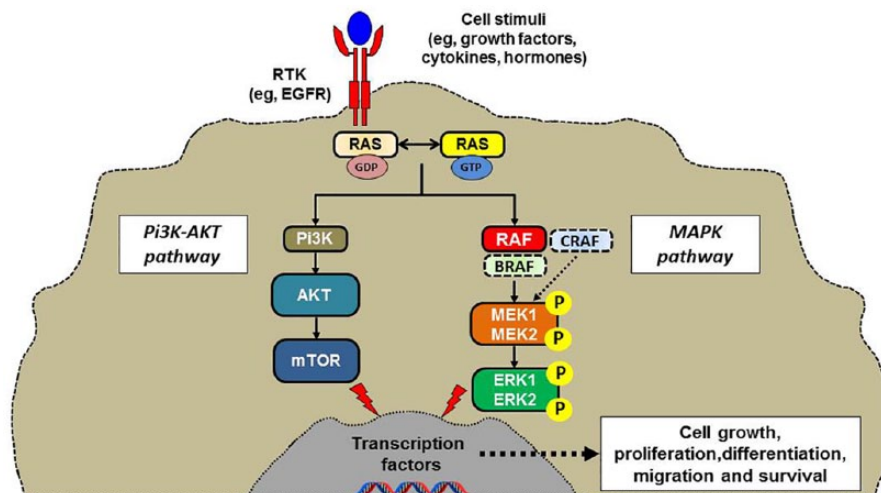 Cell stimuli
(eg, growth factors,
cytokines, hormones)
RTK
(eg, EGFR)
RAS
GDP
RAS
GTP
Pi3K-AKT
pathway
Pi3K
AKT
mTOR
RAF
CRAF
BRAF
MAPK
pathway
MEK1
MEK2
P
P
ERK1
ERK2
P
P
Transcription
factors
Cell growth,
proliferation,differentiation,
migration and survival